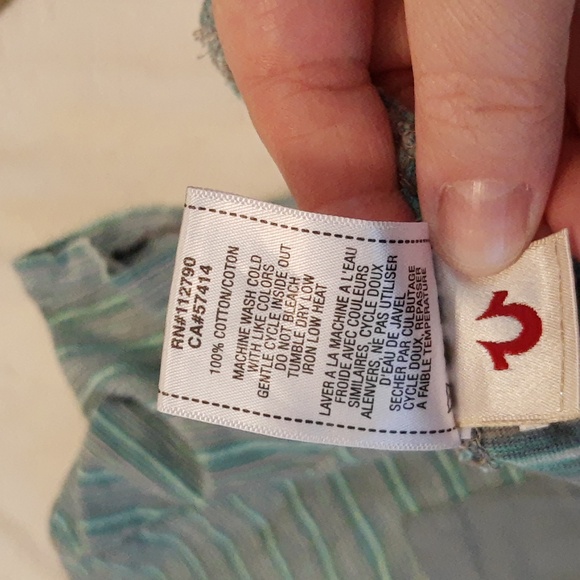 RN#112790
CA#57414
100% COTTON/COTON
MACHINE WASH COLD
WITH LIKE COLORS
GENTLE CYCLE INSIDE OUT
DO NOT BLEACH
TUMBLE DRY LOW
IRON LOW HEAT
LAVER A LA MACHINE A L'EAU
FROIDE AVEC COULEURS
SIMILAIRES, CYCLE DOUX
ALENVERS, NE PAS UTILISER
D'EAU DE JAVEL
SECHER PAR CULBUTAGE
CYCLE DOUX, REPASSER
A FAIBLE TEMPERATURE